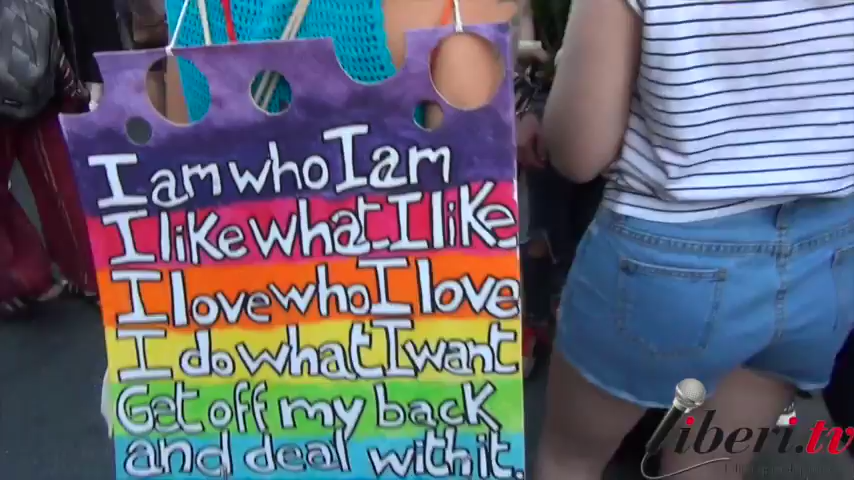 I am who I am
I like what I like
I love who I love
I do what I want
Get off my back
and deal with it.
liberi.tv